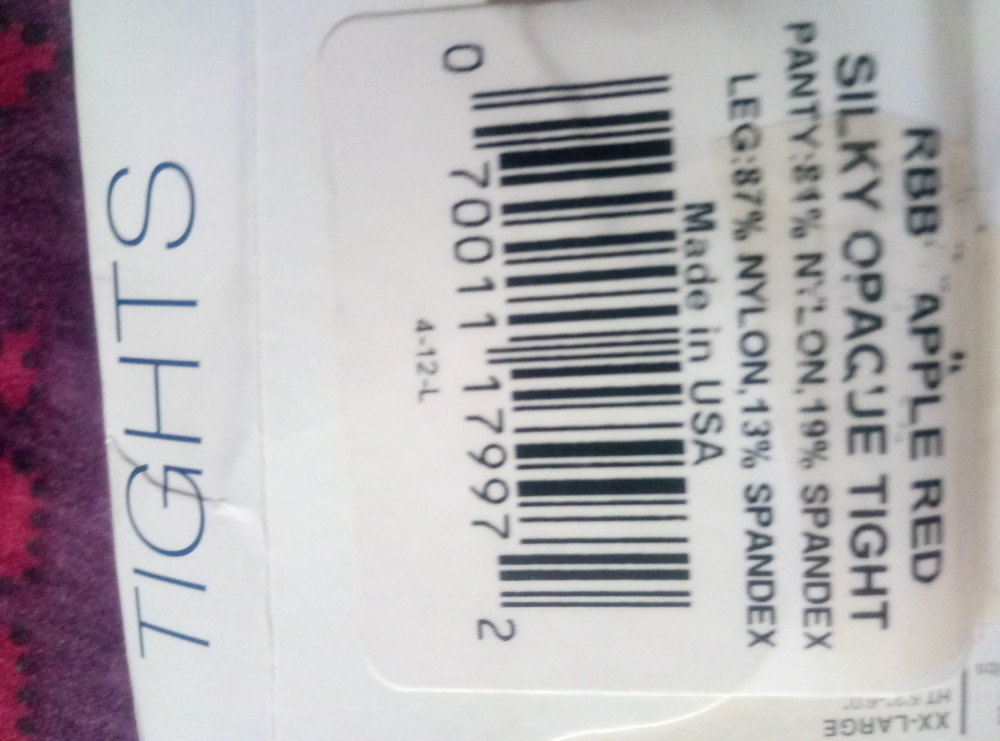 RBB APPLE RED
SILKY OPAQUE TIGHT
PANTY:81% NYLON,19% SPANDEX
LEG:87% NYLON,13% SPANDEX
Made in USA
0 70011 17997 2
4-12-L
TIGHTS
XX-LARGE